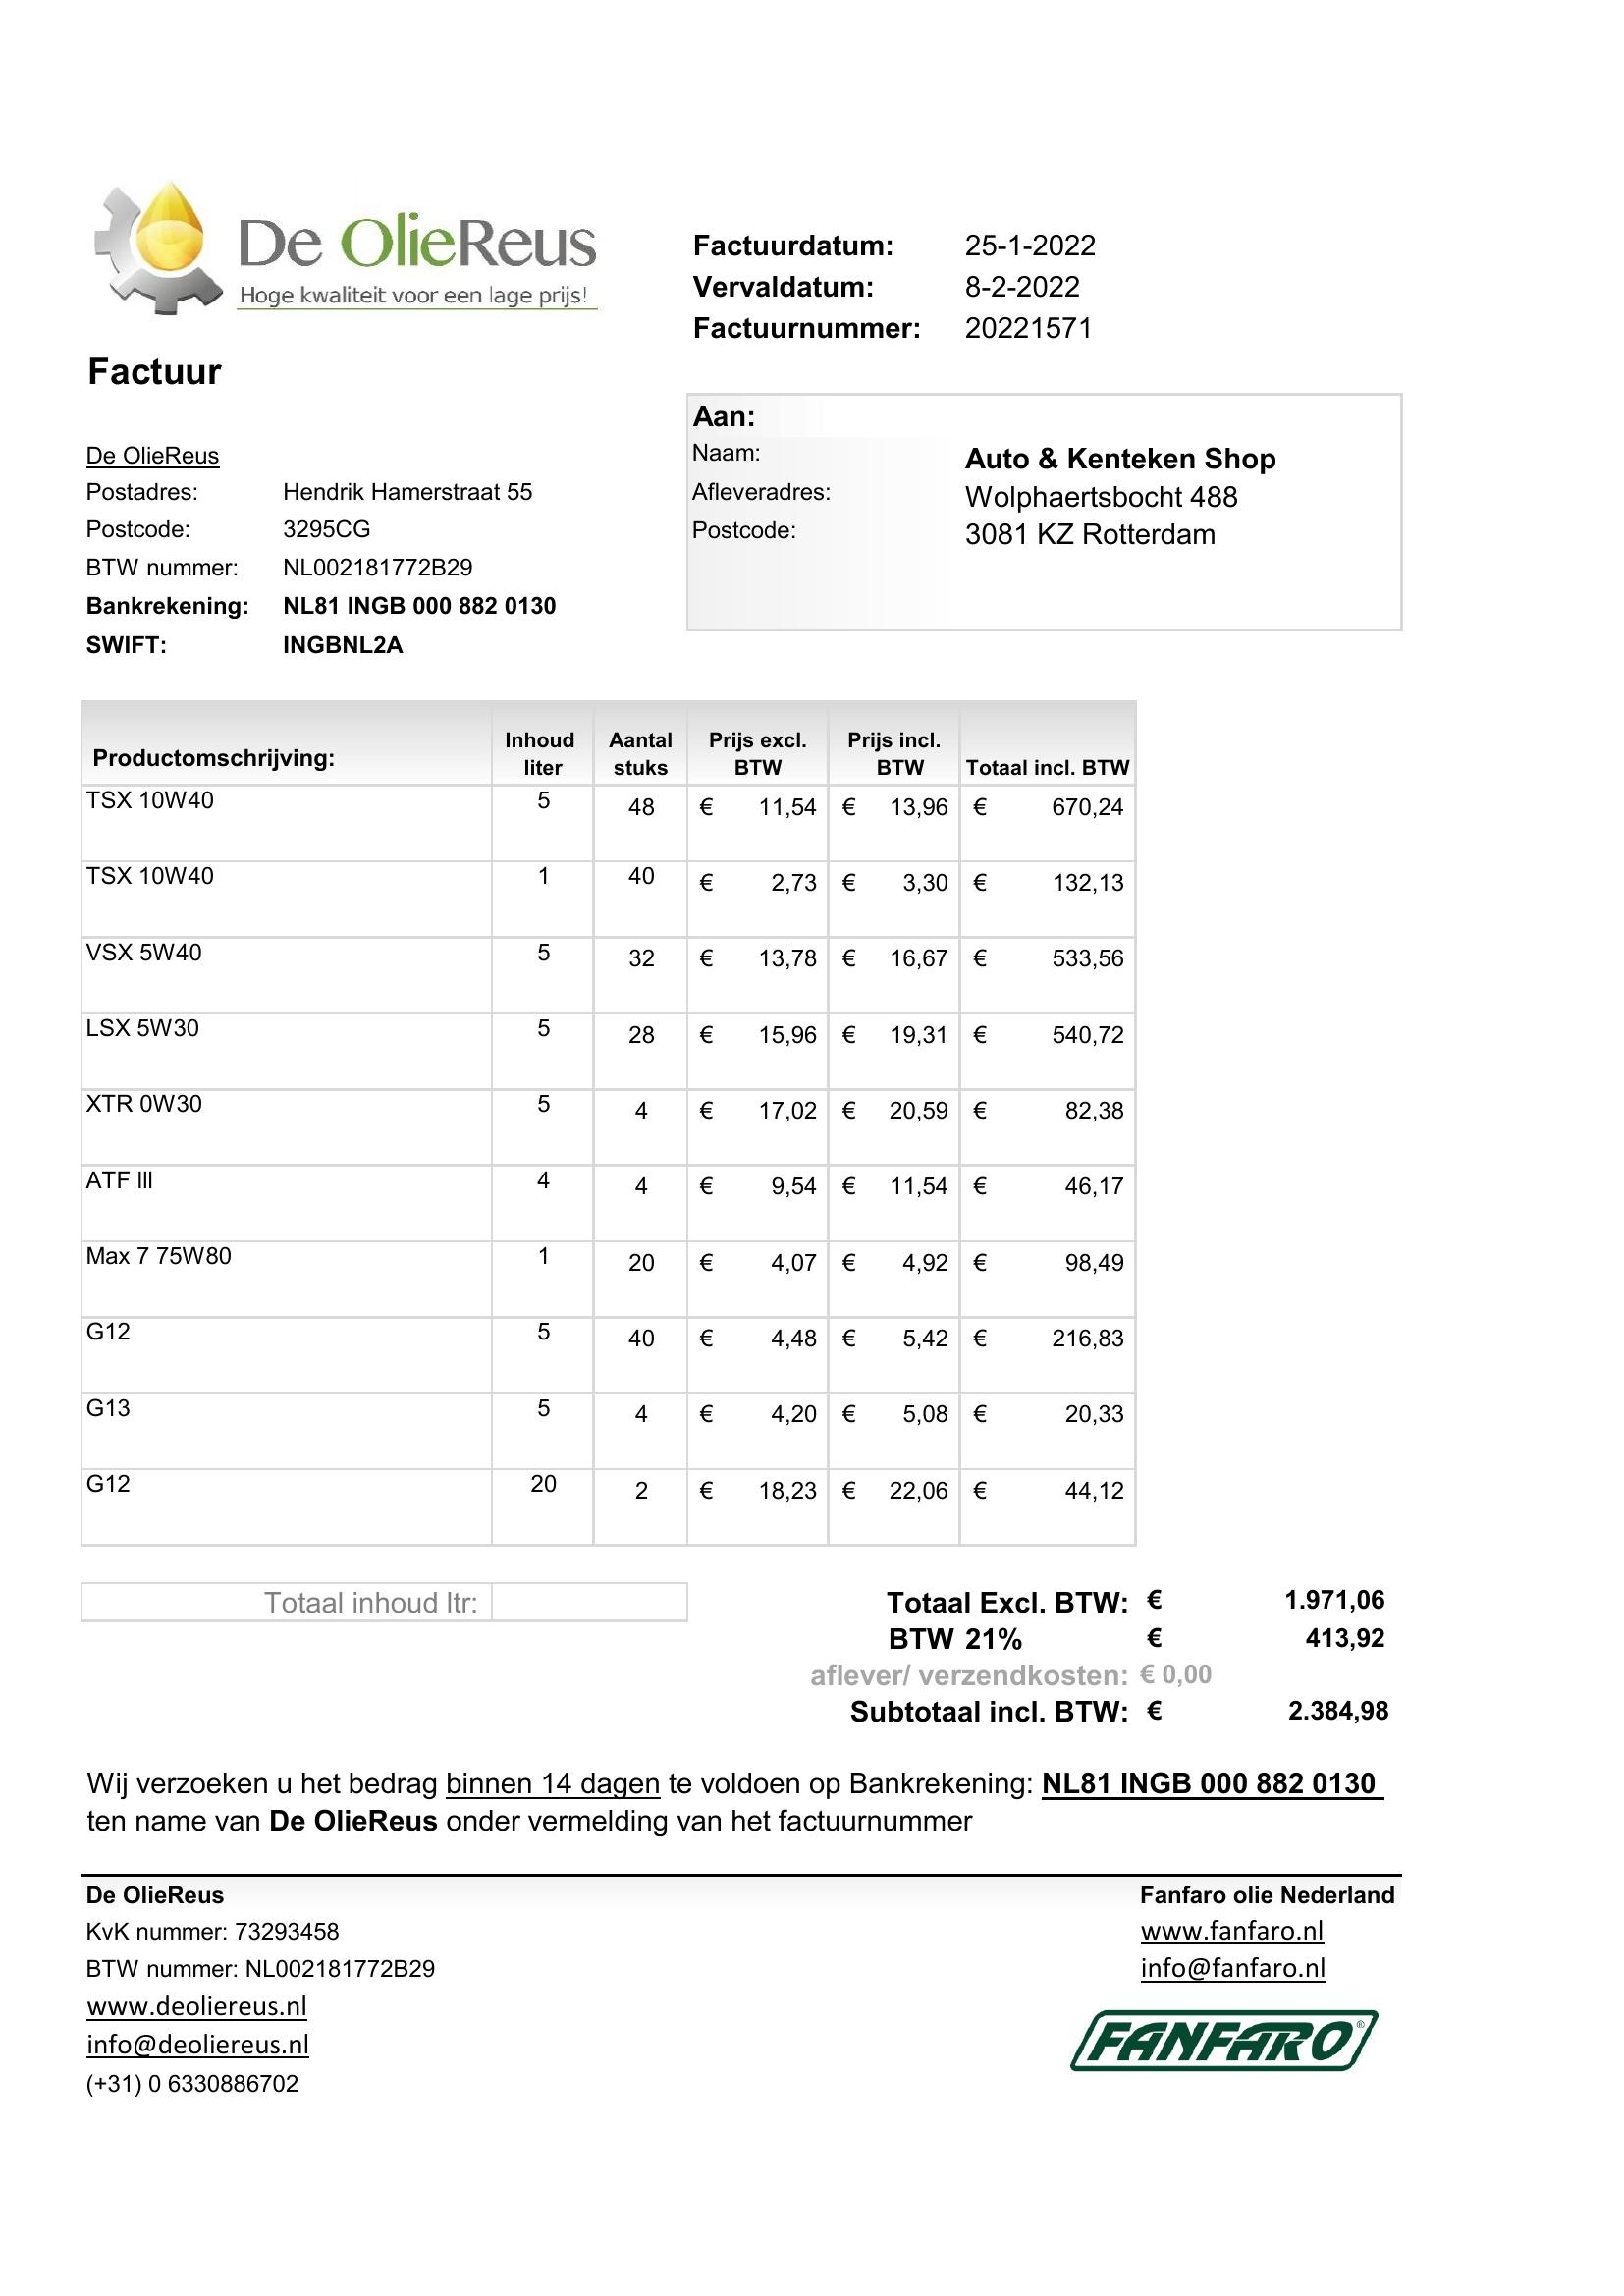 De OlieReus
Hoge kwaliteit voor een lage prijs!
Factuurdatum: 25-1-2022
Vervaldatum: 8-2-2022
Factuurnummer: 20221571
Factuur
De OlieReus
Postadres: Hendrik Hamerstraat 55
Postcode: 3295CG
BTW nummer: NL002181772B29
Bankrekening: NL81 INGB 000 882 0130
SWIFT: INGBNL2A
Aan:
Naam: Auto & Kenteken Shop
Afleveradres: Wolphaertsbocht 488
Postcode: 3081 KZ Rotterdam
Productomschrijving: Inhoud liter Aantal stuks Prijs excl. BTW Prijs incl. BTW Totaal incl. BTW
TSX 10W40 5 48 € 11,54 € 13,96 € 670,24
TSX 10W40 1 40 € 2,73 € 3,30 € 132,13
VSX 5W40 5 32 € 13,78 € 16,67 € 533,56
LSX 5W30 5 28 € 15,96 € 19,31 € 540,72
XTR 0W30 5 4 € 17,02 € 20,59 € 82,38
ATF lll 4 4 € 9,54 € 11,54 € 46,17
Max 7 75W80 1 20 € 4,07 € 4,92 € 98,49
G12 5 40 € 4,48 € 5,42 € 216,83
G13 5 4 € 4,20 € 5,08 € 20,33
G12 20 2 € 18,23 € 22,06 € 44,12
Totaal inhoud ltr:
Totaal Excl. BTW: € 1.971,06
BTW 21% € 413,92
aflever/ verzendkosten: € 0,00
Subtotaal incl. BTW: € 2.384,98
Wij verzoeken u het bedrag binnen 14 dagen te voldoen op Bankrekening: NL81 INGB 000 882 0130
ten name van De OlieReus onder vermelding van het factuurnummer
De OlieReus
KvK nummer: 73293458
BTW nummer: NL002181772B29
www.deoliereus.nl
info@deoliereus.nl
(+31) 0 6330886702
Fanfaro olie Nederland
www.fanfaro.nl
info@fanfaro.nl
FANFARO®